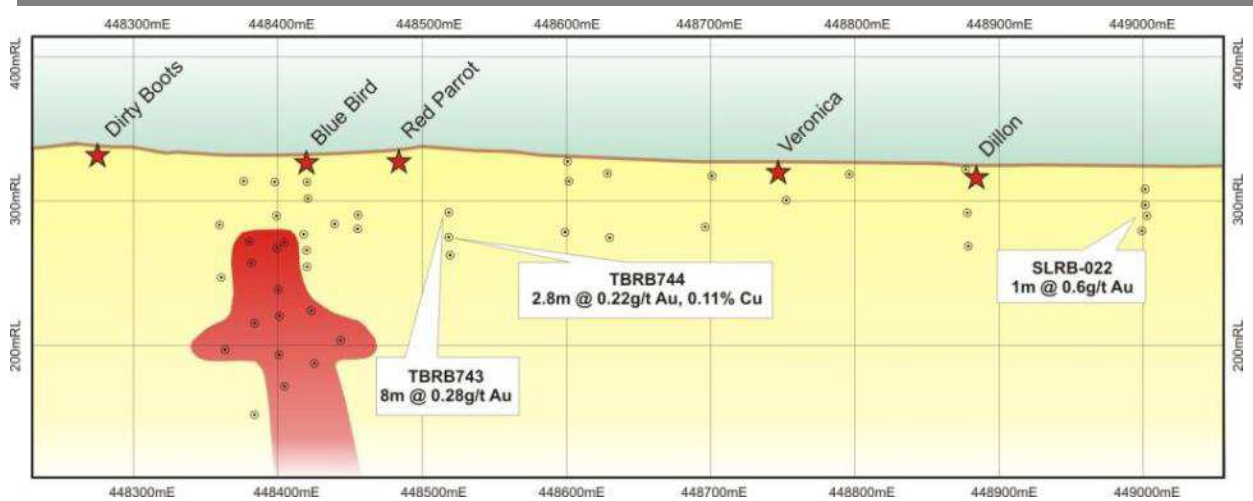 448300mE 448400mE 448500mE 448600mE 448700mE 448800mE 448900mE 449000mE
400mRL 400mRL
Dirty Boots
Blue Bird
Red Parrot
Veronica
Dillon
300mRL 300mRL
SLRB-022
1m @ 0.6g/t Au
TBRB744
2.8m @ 0.22g/t Au, 0.11% Cu
200mRL 200mRL
TBRB743
8m @ 0.28g/t Au
448300mE 448400mE 448500mE 448600mE 448700mE 448800mE 448900mE 449000mE